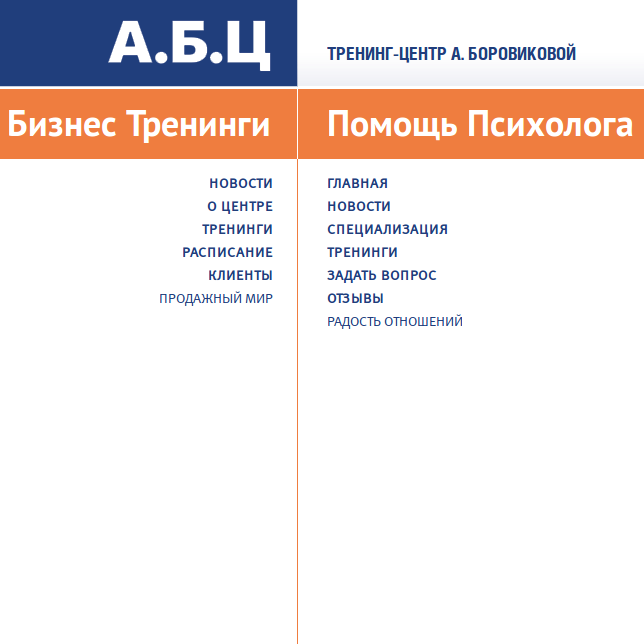 А.Б.Ц
ТРЕНИНГ-ЦЕНТР А. БОРОВИКОВОЙ
Бизнес Тренинги
Помощь Психолога
НОВОСТИ
О ЦЕНТРЕ
ТРЕНИНГИ
РАСПИСАНИЕ
КЛИЕНТЫ
ПРОДАЖНЫЙ МИР
ГЛАВНАЯ
НОВОСТИ
СПЕЦИАЛИЗАЦИЯ
ТРЕНИНГИ
ЗАДАТЬ ВОПРОС
ОТЗЫВЫ
РАДОСТЬ ОТНОШЕНИЙ